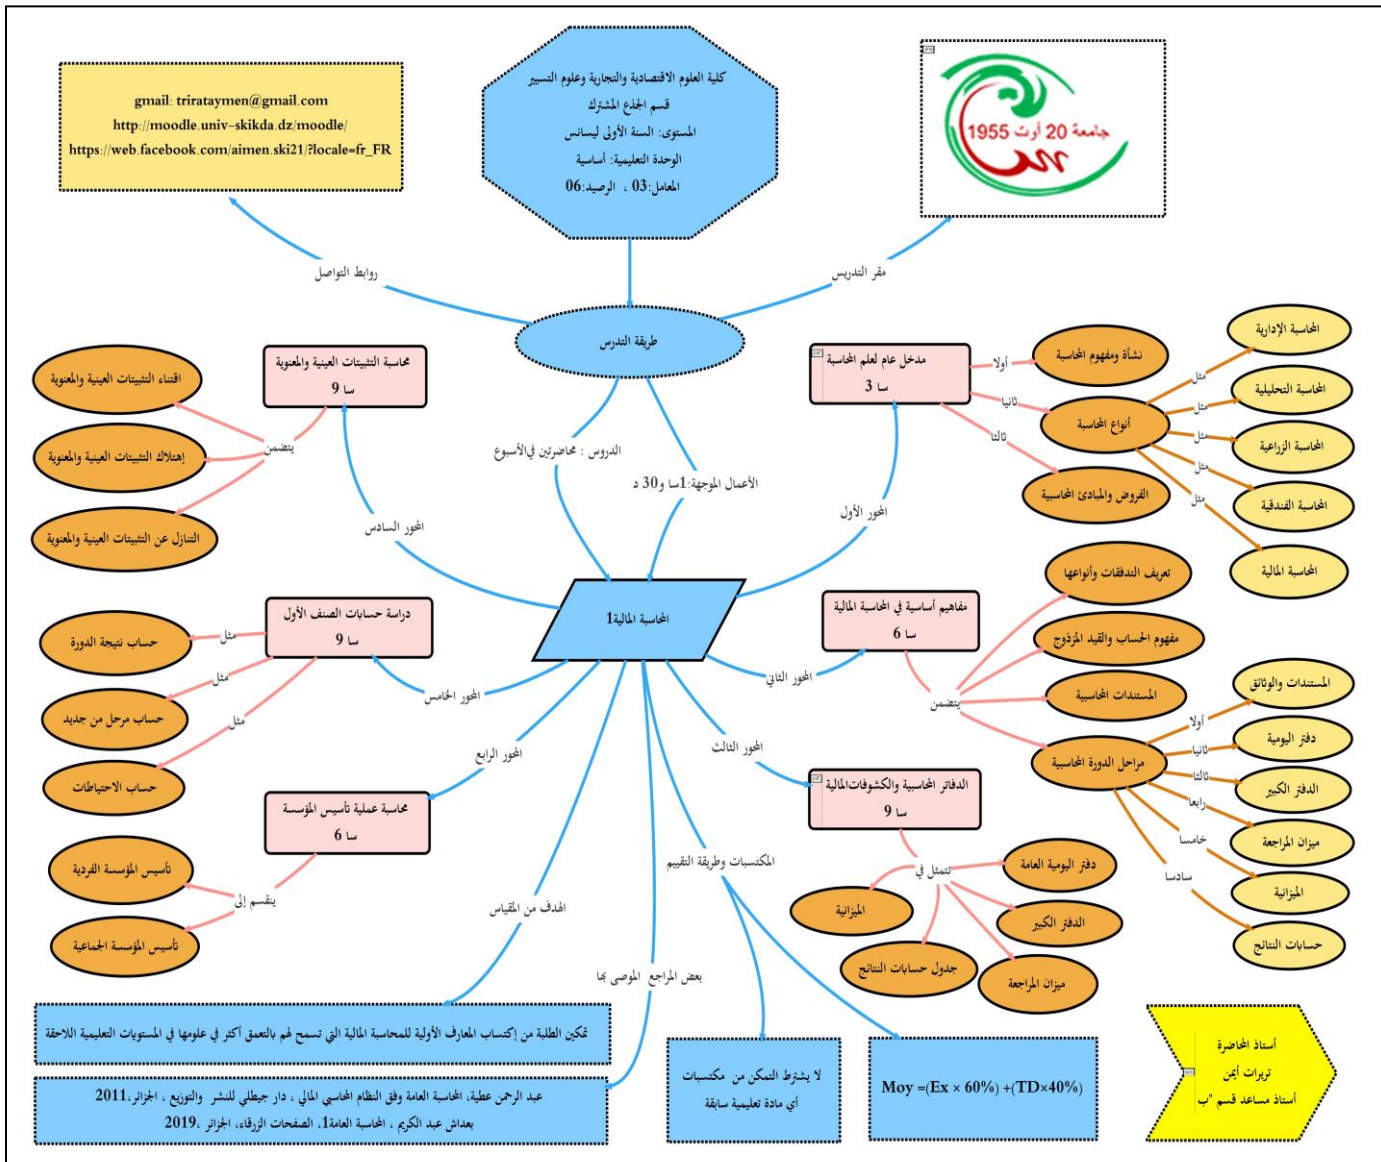 gmail: trirataymen@gmail.com
http://moodle.univ-skikda.dz/moodle/
https://web.facebook.com/aimen.ski21/?locale=fr_FR
كلية العلوم الاقتصادية والتجارية وعلوم التسيير
قسم الجذع المشترك
المستوى: السنة الأولى ليسانس
الوحدة التعليمية: أساسية
المعامل:03 ، الرصيد:06
جامعة 20 أوت 1955
روابط التواصل
مقر التدريس
طريقة التدرس
الدروس : محاضرتين في الأسبوع
الأعمال الموجهة:1سا و30 د
المحاسبة المالية1
المحور الأول
مدخل عام لعلم المحاسبة
3 سا
أولا
نشأة ومفهوم المحاسبة
ثانيا
أنواع المحاسبة
ثالثا
الفروض والمبادئ المحاسبية
مثل
المحاسبة الإدارية
مثل
المحاسبة التحليلية
مثل
المحاسبة الزراعية
مثل
المحاسبة الفندقية
مثل
المحاسبة المالية
المحور الثاني
مفاهيم أساسية في المحاسبة المالية
6 سا
يتضمن
تعريف التدفقات وأنواعها
مفهوم الحساب والقيد المزدوج
المستندات المحاسبية
مراحل الدورة المحاسبية
أولا
المستندات والوثائق
ثانيا
دفتر اليومية
ثالثا
الدفتر الكبير
رابعا
ميزان المراجعة
خامسا
الميزانية
سادسا
حسابات النتائج
المحور الثالث
الدفاتر المحاسبية والكشوفات المالية
9 سا
تتمثل في
دفتر اليومية العامة
الدفتر الكبير
ميزان المراجعة
جدول حسابات النتائج
الميزانية
المحور الرابع
محاسبة عملية تأسيس المؤسسة
6 سا
ينقسم إلى
تأسيس المؤسسة الفردية
تأسيس المؤسسة الجماعية
المحور الخامس
دراسة حسابات الصنف الأول
9 سا
مثل
حساب نتيجة الدورة
مثل
حساب مرحل من جديد
مثل
حساب الاحتياطات
المحور السادس
محاسبة التثبيتات العينية والمعنوية
9 سا
يتضمن
اقتناء التثبيتات العينية والمعنوية
إهتلاك التثبيتات العينية والمعنوية
التنازل عن التثبيتات العينية والمعنوية
الهدف من المقياس
تمكين الطلبة من إكتساب المعارف الأولية للمحاسبة المالية التي تسمح لهم بالتعمق أكثر في علومها في المستويات التعليمية اللاحقة
بعض المراجع الموصى بها
عبد الرحمن عطية، المحاسبة العامة وفق النظام المحاسبي المالي ، دار جيطلي للنشر والتوزيع ، الجزائر،2011
بعداش عبد الكريم ، المحاسبة العامة1، الصفحات الزرقاء، الجزائر ،2019
المكتسبات وطريقة التقييم
لا يشترط التمكن من مكتسبات
أي مادة تعليمية سابقة
Moy =(Ex × 60%) +(TD×40%)
أستاذ المحاضرة
تريرات أيمن
أستاذ مساعد قسم "ب